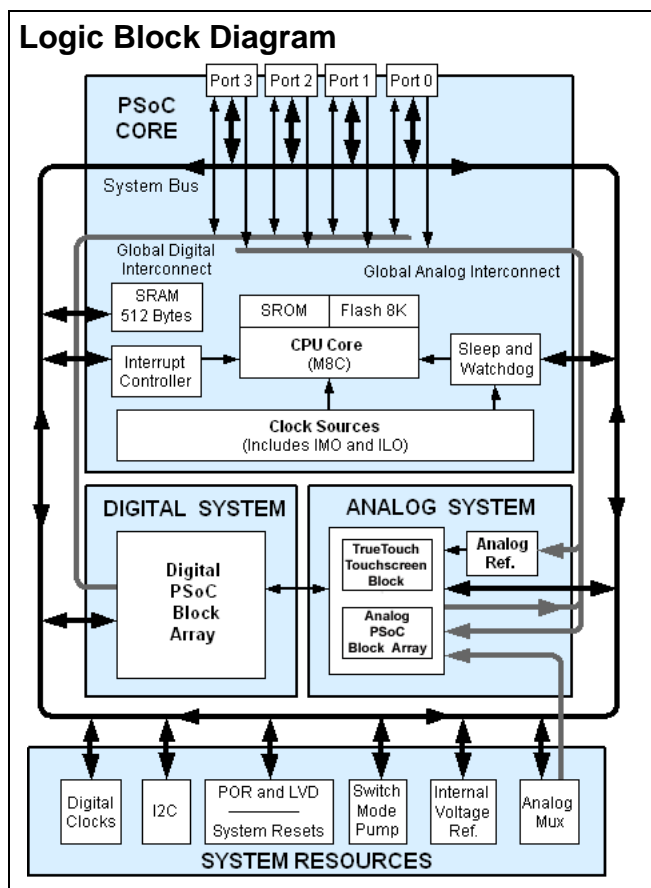 Logic Block Diagram
Port 3
Port 2
Port 1
Port 0
PSoC
CORE
System Bus
Global Digital
Interconnect
Global Analog Interconnect
SRAM
512 Bytes
SROM
Flash 8K
CPU Core
(M8C)
Sleep and
Watchdog
Interrupt
Controller
Clock Sources
(Includes IMO and ILO)
DIGITAL SYSTEM
Digital
PSoC
Block
Array
ANALOG SYSTEM
TrueTouch
Touchscreen
Block
Analog
Ref.
Analog
PSoC
Block Array
Digital
Clocks
I2C
POR and LVD
System Resets
Switch
Mode
Pump
Internal
Voltage
Ref.
Analog
Mux
SYSTEM RESOURCES